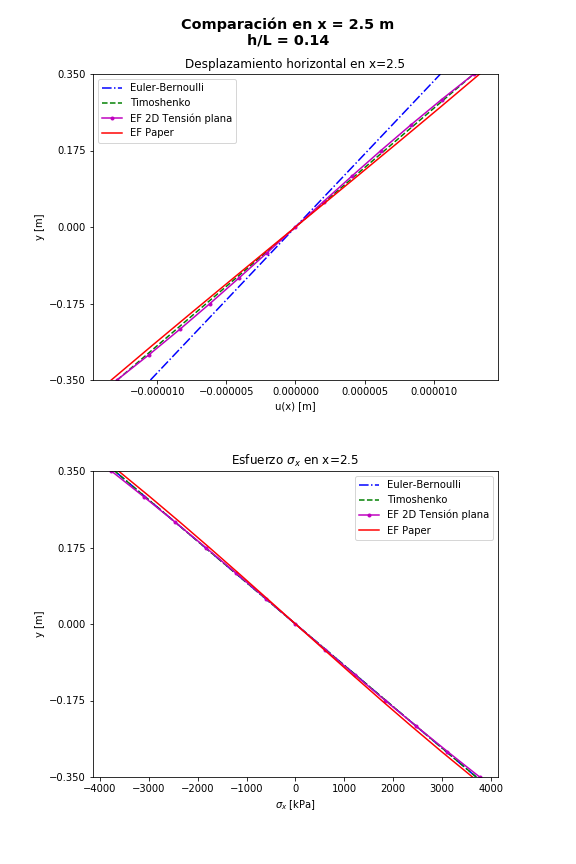 Comparación en x = 2.5 m
h/L = 0.14
Desplazamiento horizontal en x=2.5
Euler-Bernoulli
Timoshenko
EF 2D Tensión plana
EF Paper
0.350
0.175
0.000
−0.175
−0.350
y [m]
−0.000010 −0.000005 0.000000 0.000005 0.000010
u(x) [m]
Esfuerzo σx en x=2.5
Euler-Bernoulli
Timoshenko
EF 2D Tensión plana
EF Paper
0.350
0.175
0.000
−0.175
−0.350
y [m]
−4000 −3000 −2000 −1000 0 1000 2000 3000 4000
σx [kPa]